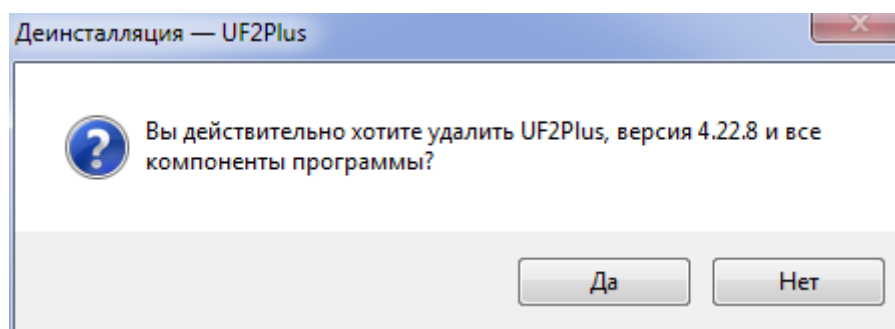 Деинсталляция — UF2Plus
Вы действительно хотите удалить UF2Plus, версия 4.22.8 и все
компоненты программы?
Да
Нет